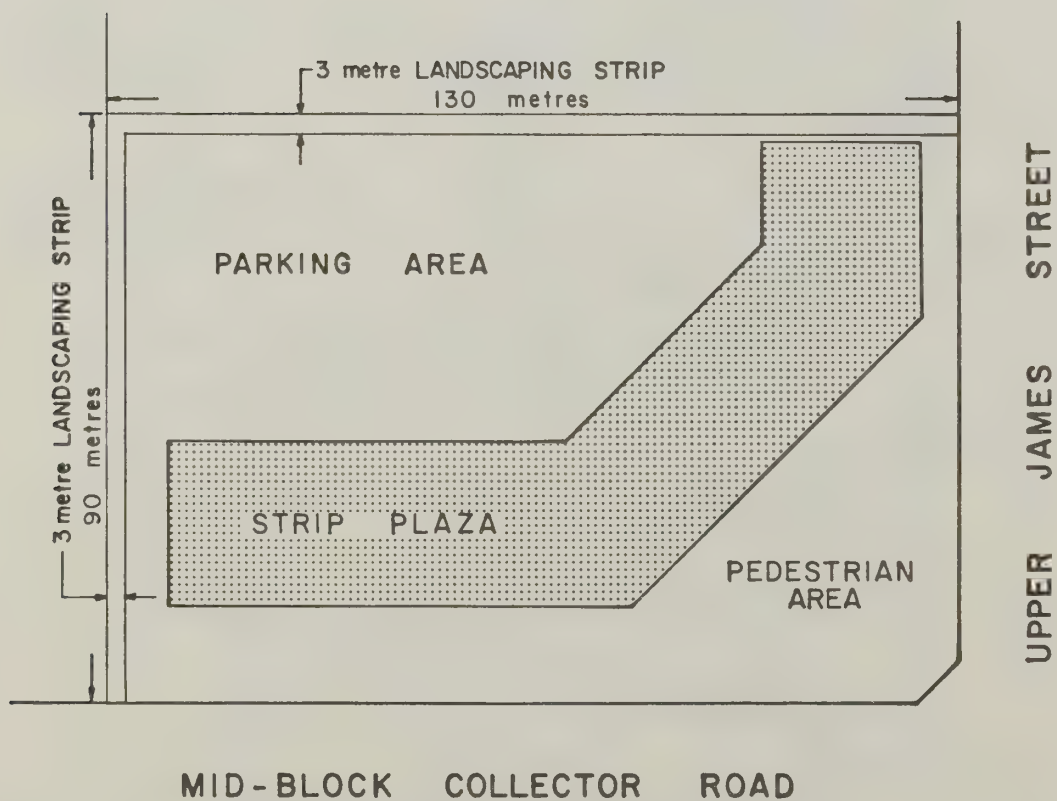 3 metre LANDSCAPING STRIP
130 metres
3 metre LANDSCAPING STRIP
90 metres
PARKING AREA
STRIP PLAZA
PEDESTRIAN
AREA
UPPER JAMES STREET
MID-BLOCK COLLECTOR ROAD